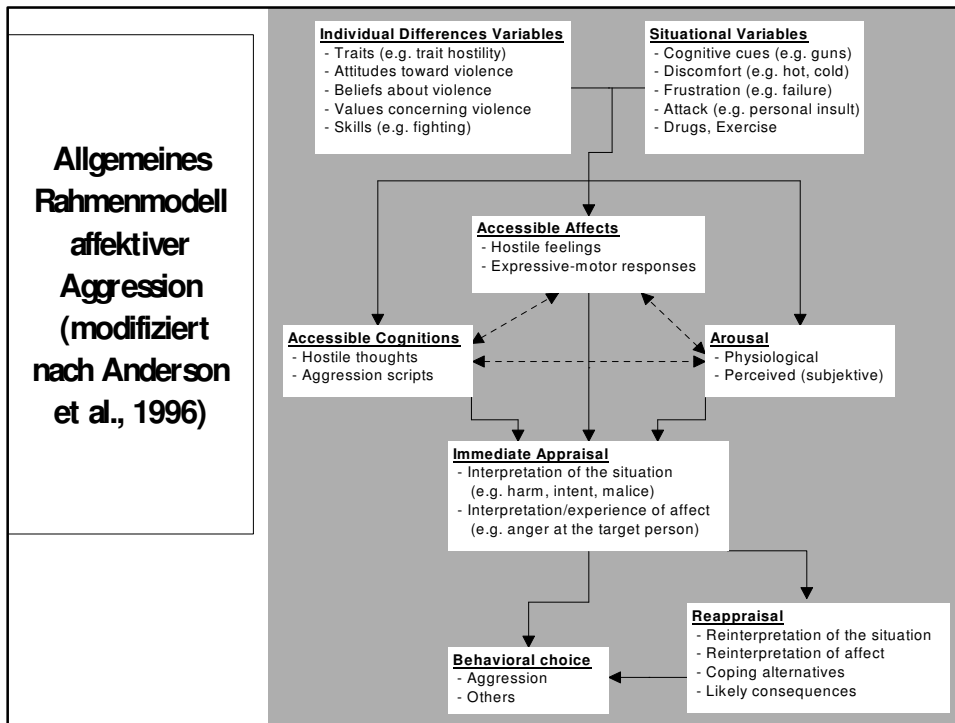 Allgemeines
Rahmenmodell
affektiver
Aggression
(modifiziert
nach Anderson
et al., 1996)
Individual Differences Variables
- Traits (e.g. trait hostility)
- Attitudes toward violence
- Beliefs about violence
- Values concerning violence
- Skills (e.g. fighting)
Situational Variables
- Cognitive cues (e.g. guns)
- Discomfort (e.g. hot, cold)
- Frustration (e.g. failure)
- Attack (e.g. personal insult)
- Drugs, Exercise
Accessible Affects
- Hostile feelings
- Expressive-motor responses
Accessible Cognitions
- Hostile thoughts
- Aggression scripts
Arousal
- Physiological
- Perceived (subjektive)
Immediate Appraisal
- Interpretation of the situation
(e.g. harm, intent, malice)
- Interpretation/experience of affect
(e.g. anger at the target person)
Behavioral choice
- Aggression
- Others
Reappraisal
- Reinterpretation of the situation
- Reinterpretation of affect
- Coping alternatives
- Likely consequences